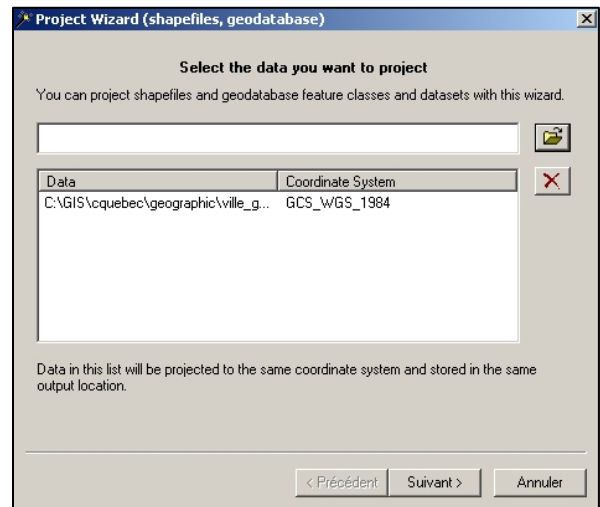 Project Wizard (shapefiles, geodatabase)
Select the data you want to project
You can project shapefiles and geodatabase feature classes and datasets with this wizard.
Data Coordinate System
C:\GIS\cquebec\geographic\ville_g... GCS_WGS_1984
Data in this list will be projected to the same coordinate system and stored in the same
output location.
< Précédent Suivant > Annuler